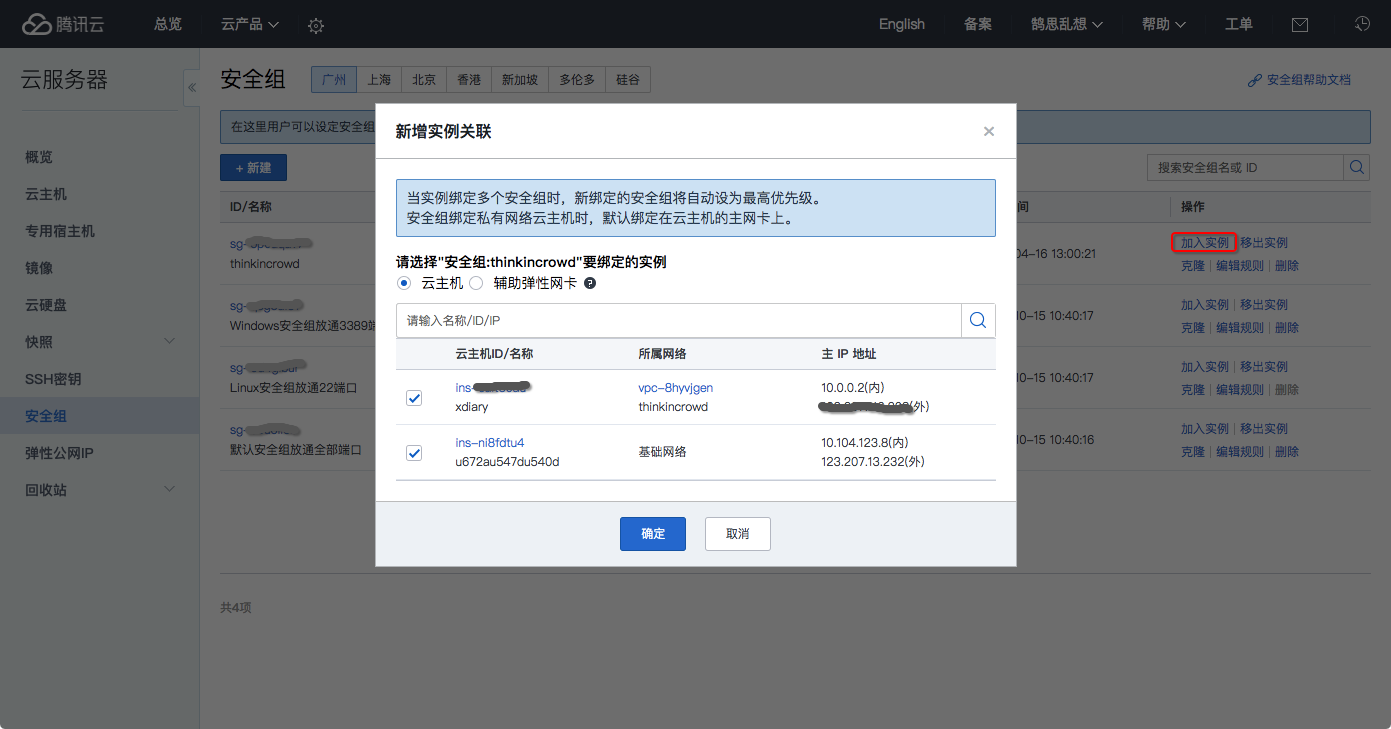 腾讯云
总览
云产品
English
备案
鹄思乱想
帮助
工单
云服务器
«
概览
云主机
专用宿主机
镜像
云硬盘
快照
SSH密钥
安全组
弹性公网IP
回收站
安全组
广州 上海 北京 香港 新加坡 多伦多 硅谷
安全组帮助文档
在这里用户可以设定安全组
+ 新建
搜索安全组名或 ID
ID/名称
间
操作
sg-
thinkincrowd
04-16 13:00:21
加入实例 | 移出实例
克隆 | 编辑规则 | 删除
sg-
Windows安全组放通3389端
10-15 10:40:17
加入实例 | 移出实例
克隆 | 编辑规则 | 删除
sg-
Linux安全组放通22端口
10-15 10:40:17
加入实例 | 移出实例
克隆 | 编辑规则 | 删除
sg-
默认安全组放通全部端口
10-15 10:40:16
加入实例 | 移出实例
克隆 | 编辑规则 | 删除
共4项
新增实例关联
×
当实例绑定多个安全组时，新绑定的安全组将自动设为最高优先级。
安全组绑定私有网络云主机时，默认绑定在云主机的主网卡上。
请选择"安全组:thinkincrowd"要绑定的实例
云主机 辅助弹性网卡 ?
请输入名称/ID/IP
云主机ID/名称 所属网络 主 IP 地址
ins- vpc-8hyvjgen 10.0.0.2(内)
xdiary thinkincrowd (外)
ins-ni8fdtu4 基础网络 10.104.123.8(内)
u672au547du540d 123.207.13.232(外)
确定 取消